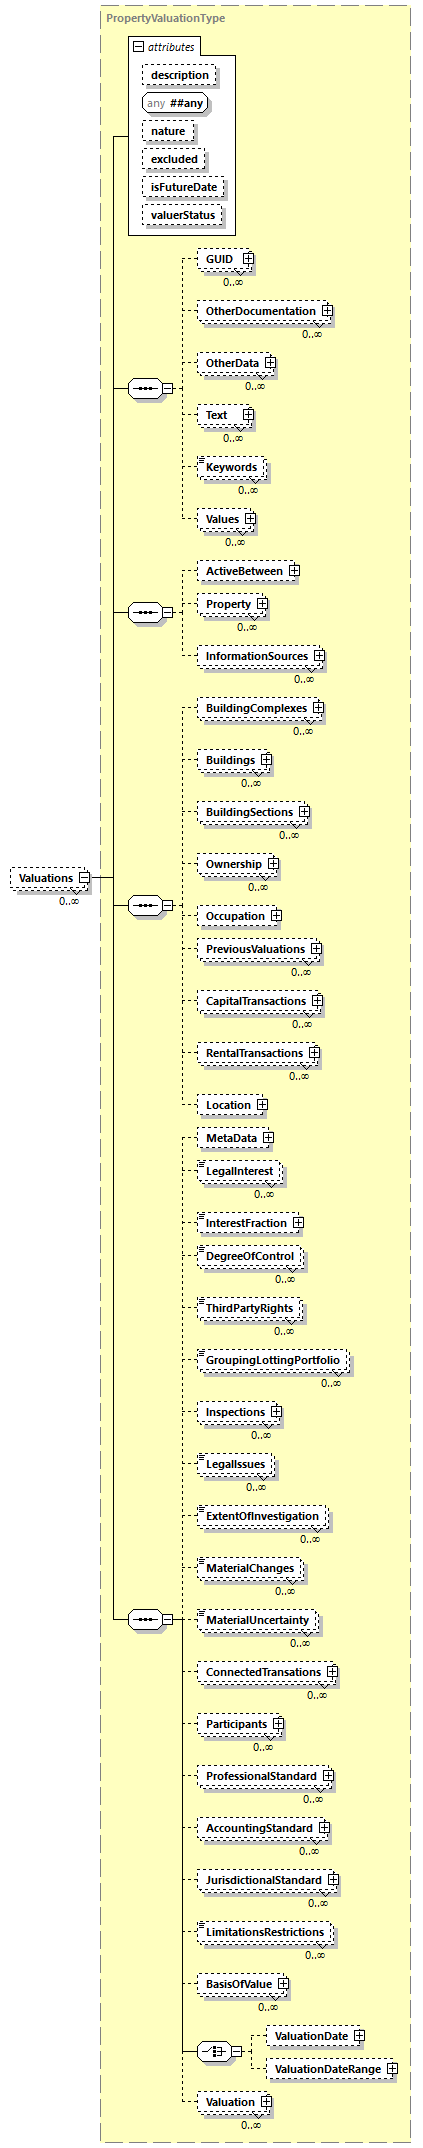 PropertyValuationType
attributes
description
any ##any
nature
excluded
isFutureDate
valuerStatus
GUID
0..∞
OtherDocumentation
0..∞
OtherData
0..∞
Text
0..∞
Keywords
0..∞
Values
0..∞
ActiveBetween
Property
0..∞
InformationSources
0..∞
BuildingComplexes
0..∞
Buildings
0..∞
BuildingSections
0..∞
Valuations
0..∞
Ownership
0..∞
Occupation
PreviousValuations
0..∞
CapitalTransactions
0..∞
RentalTransactions
0..∞
Location
MetaData
LegalInterest
0..∞
InterestFraction
DegreeOfControl
0..∞
ThirdPartyRights
0..∞
GroupingLottingPortfolio
0..∞
Inspections
0..∞
LegalIssues
0..∞
ExtentOfInvestigation
0..∞
MaterialChanges
0..∞
MaterialUncertainty
0..∞
ConnectedTransations
0..∞
Participants
0..∞
ProfessionalStandard
0..∞
AccountingStandard
0..∞
JurisdictionalStandard
0..∞
LimitationsRestrictions
0..∞
BasisOfValue
0..∞
ValuationDate
ValuationDateRange
Valuation
0..∞